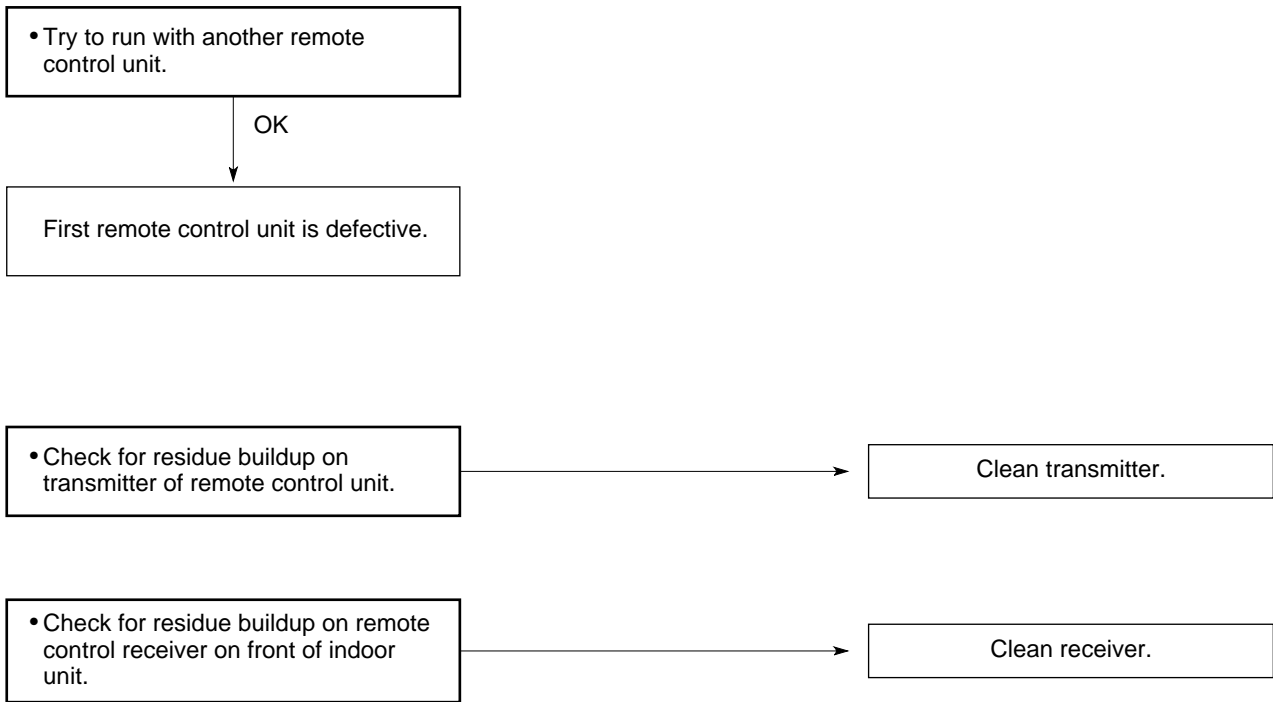 • Try to run with another remote
control unit.
OK
First remote control unit is defective.
• Check for residue buildup on
transmitter of remote control unit.
Clean transmitter.
• Check for residue buildup on remote
control receiver on front of indoor
unit.
Clean receiver.